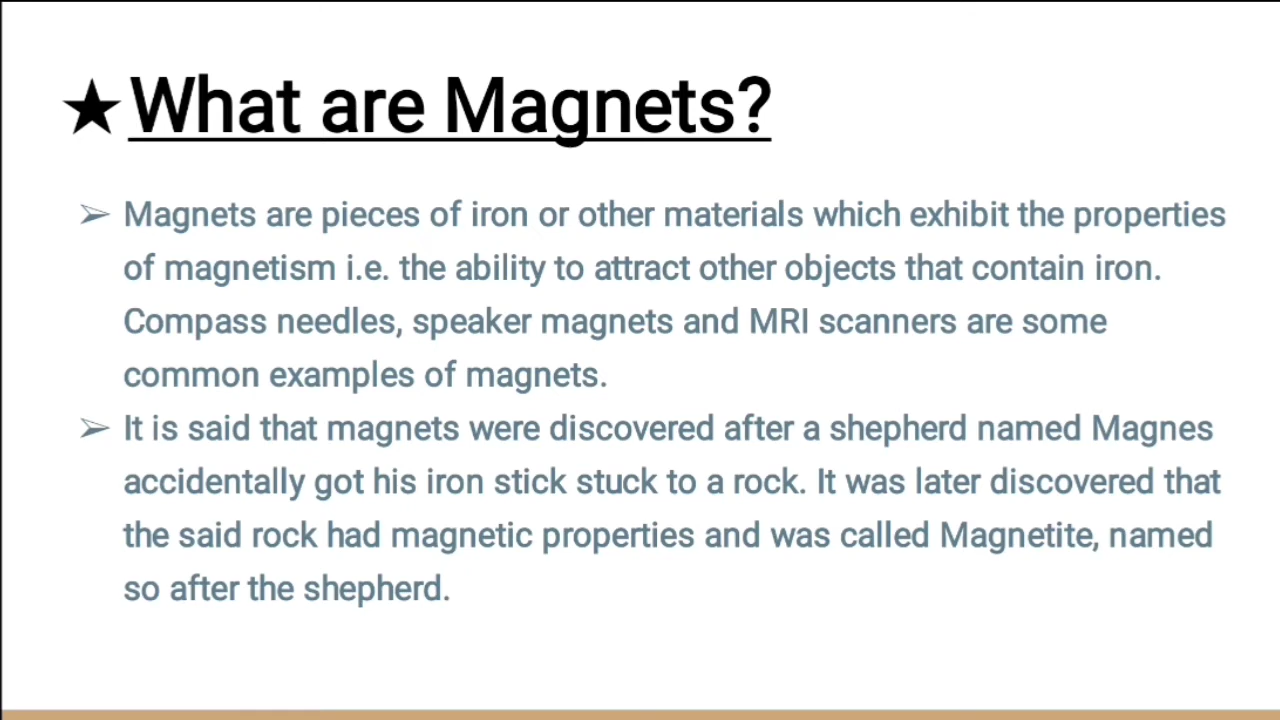 ★What are Magnets?
➢ Magnets are pieces of iron or other materials which exhibit the properties
of magnetism i.e. the ability to attract other objects that contain iron.
Compass needles, speaker magnets and MRI scanners are some
common examples of magnets.
➢ It is said that magnets were discovered after a shepherd named Magnes
accidentally got his iron stick stuck to a rock. It was later discovered that
the said rock had magnetic properties and was called Magnetite, named
so after the shepherd.